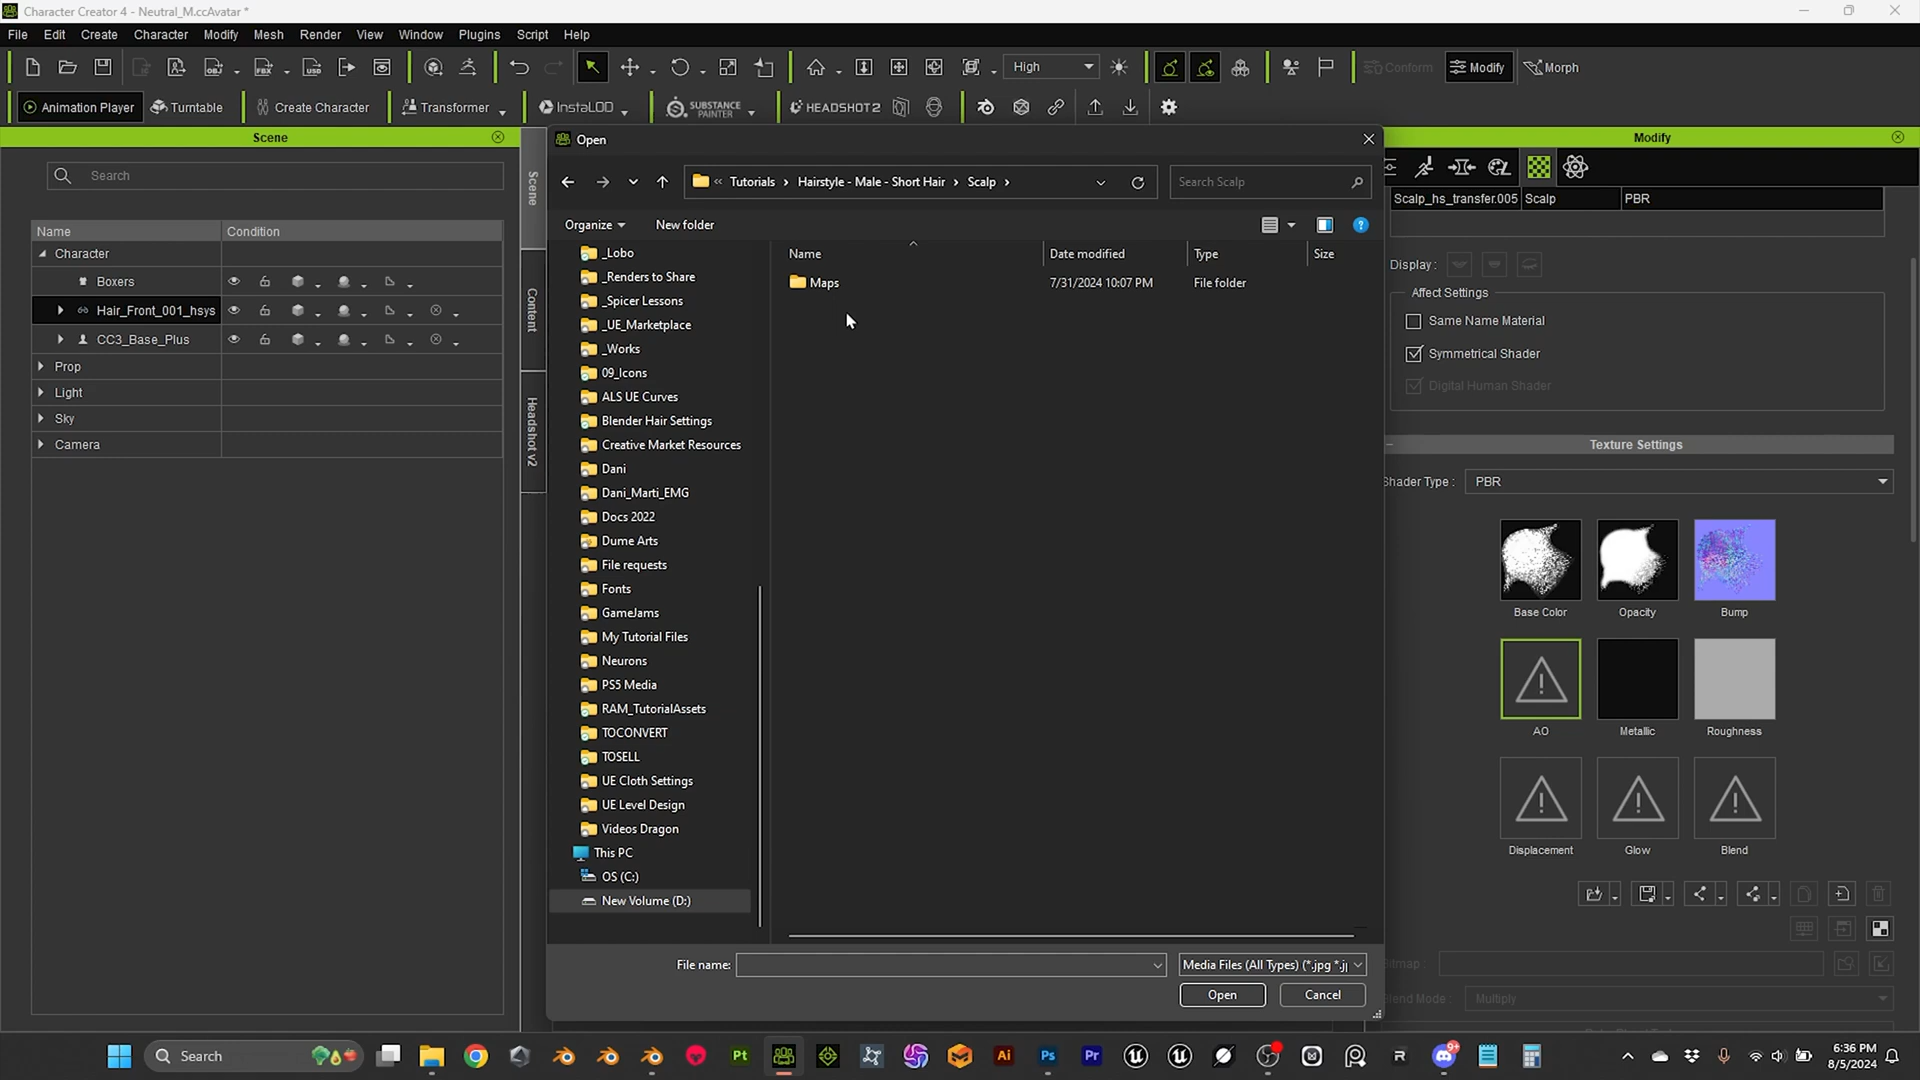 Character Creator 4 - Neutral_M.ccAvatar *
File Edit Create Character Modify Mesh Render View Window Plugins Script Help
High
Conform
Modify
Morph
Animation Player
Turntable
Create Character
Transformer
InstaLOD
SUBSTANCE PAINTER
HEADSHOT 2
Scene
Search
Name
Condition
Character
Boxers
Hair_Front_001_hsys
CC3_Base_Plus
Prop
Light
Sky
Camera
Scene
Content
Headshot v2
Open
« Tutorials › Hairstyle - Male - Short Hair › Scalp ›
Search Scalp
Organize
New folder
_Lobo
_Renders to Share
_Spicer Lessons
_UE_Marketplace
_Works
09_Icons
ALS UE Curves
Blender Hair Settings
Creative Market Resources
Dani
Dani_Marti_EMG
Docs 2022
Dume Arts
File requests
Fonts
GameJams
My Tutorial Files
Neurons
PS5 Media
RAM_TutorialAssets
TOCONVERT
TOSELL
UE Cloth Settings
UE Level Design
Videos Dragon
This PC
OS (C:)
New Volume (D:)
Name
Date modified
Type
Size
Maps
7/31/2024 10:07 PM
File folder
File name:
Media Files (All Types) (*.jpg *.j
Open
Cancel
Modify
Scalp_hs_transfer.005
Scalp
PBR
Display :
Affect Settings
Same Name Material
Symmetrical Shader
Digital Human Shader
Texture Settings
Shader Type :
PBR
Base Color
Opacity
Bump
AO
Metallic
Roughness
Displacement
Glow
Blend
Multiply
Search
Pt
Ai
Ps
Pr
R
9+
6:36 PM
8/5/2024